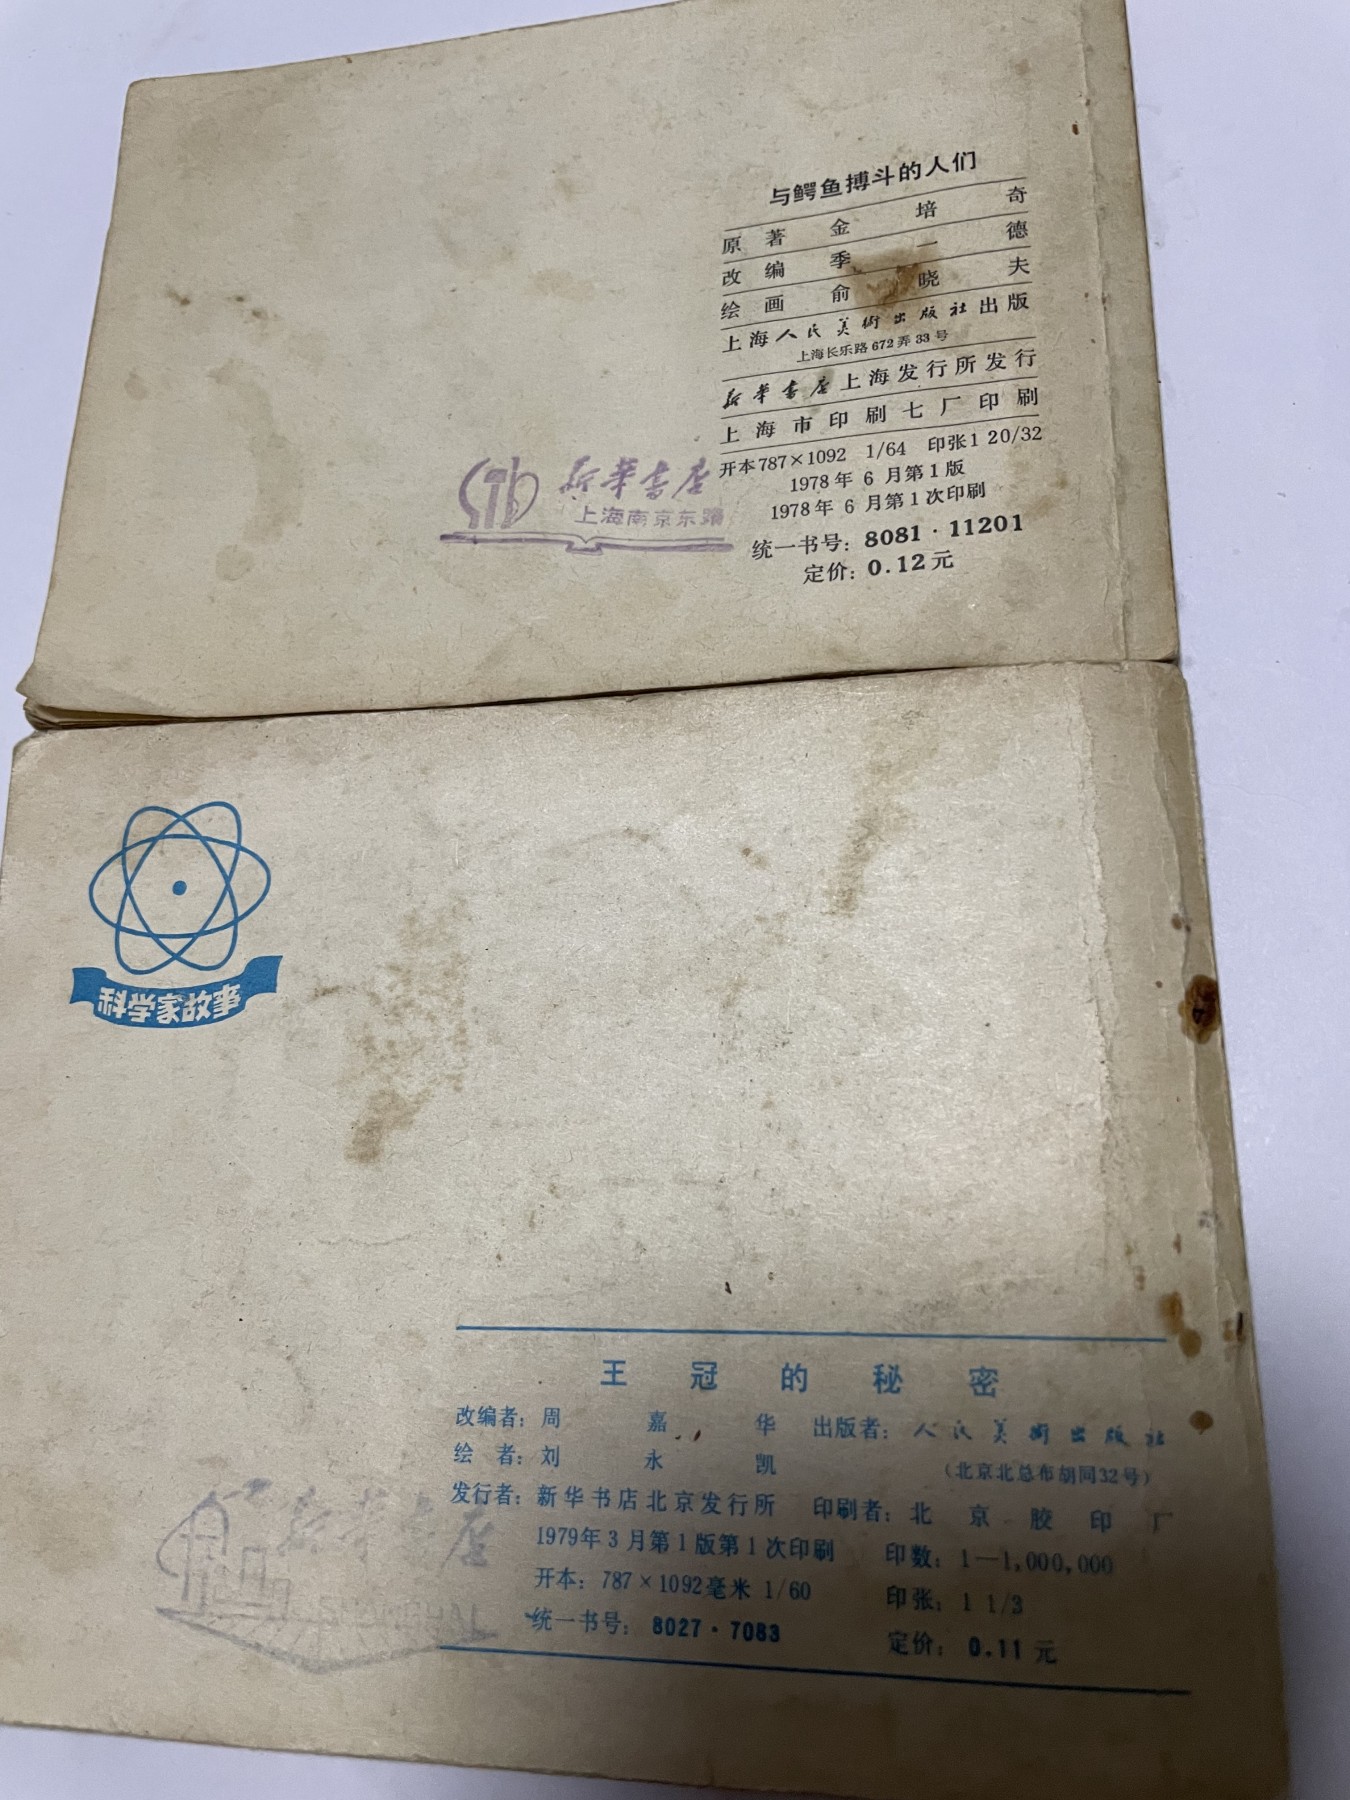 与鳄鱼搏斗的人们
原著 金培奇
改编 季一德
绘画 俞晓夫
上海人民美術出版社出版
上海长乐路672弄33号
新华書店上海发行所发行
上海市印刷七厂印刷
开本787×1092 1/64 印张1 20/32
1978年6月第1版
1978年6月第1次印刷
统一书号：8081·11201
定价：0.12元
新华書店
上海南京东路
科学家故事
王冠的秘密
改编者：周嘉华 出版者：人民美術出版社
绘者：刘永凯 （北京北总布胡同32号）
发行者：新华书店北京发行所 印刷者：北京胶印厂
1979年3月第1版第1次印刷 印数：1—1,000,000
开本：787×1092毫米 1/60 印张：1 1/3
统一书号：8027·7083 定价：0.11元
新华書店
SHANGHAI